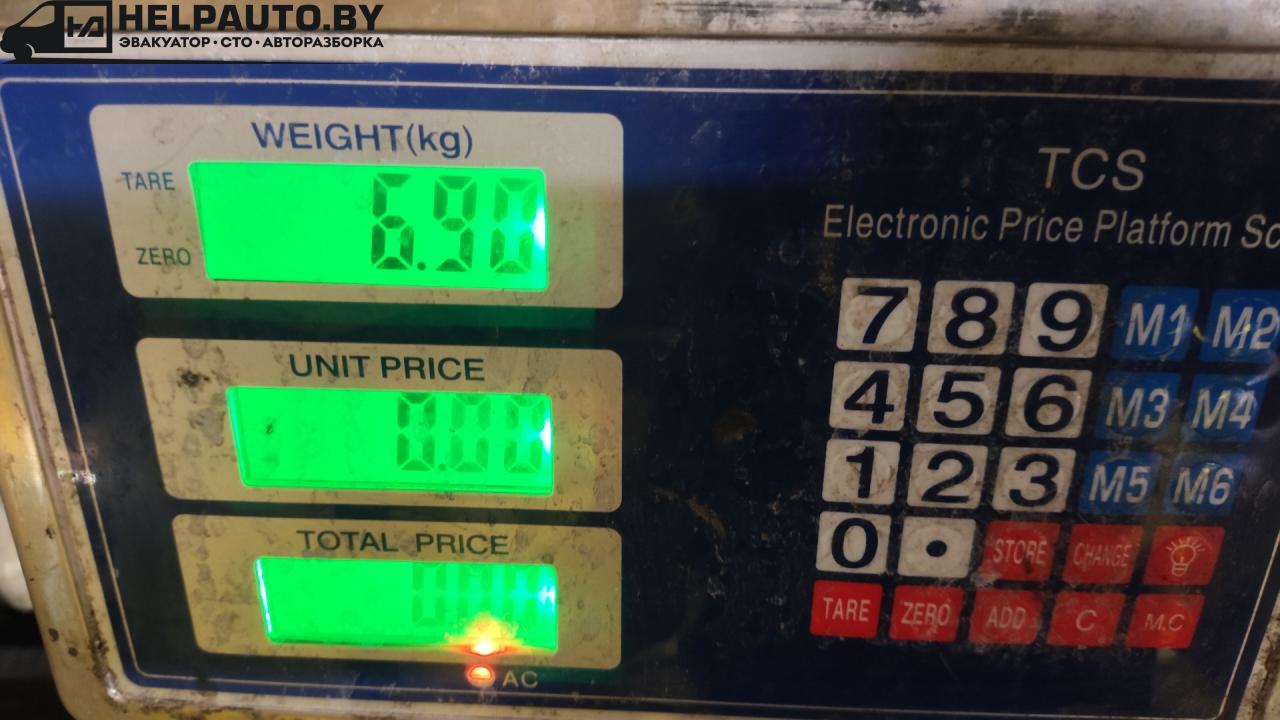 HELPAUTO.BY
ЭВАКУАТОР · СТО · АВТОРАЗБОРКА
WEIGHT(kg)
TARE
6.90
ZERO
UNIT PRICE
0.00
TOTAL PRICE
AC
TCS
Electronic Price Platform Sc
7 8 9 M1 M2
4 5 6 M3 M4
1 2 3 M5 M6
0 • STORE CHANGE
TARE ZERO ADD C M.C